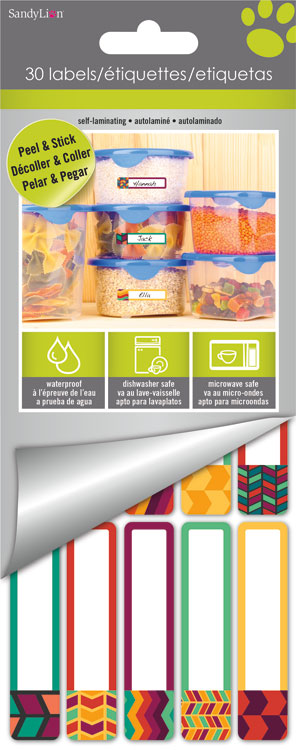 SandyLion
30 labels/étiquettes/etiquetas
self-laminating • autolaminé • autolaminado
Peel & Stick
Décoller & Coller
Pelar & Pegar
Hannah
Jack
Ella
waterproof
à l'épreuve de l'eau
a prueba de agua
dishwasher safe
va au lave-vaisselle
apto para lavaplatos
microwave safe
va au micro-ondes
apto para microondas